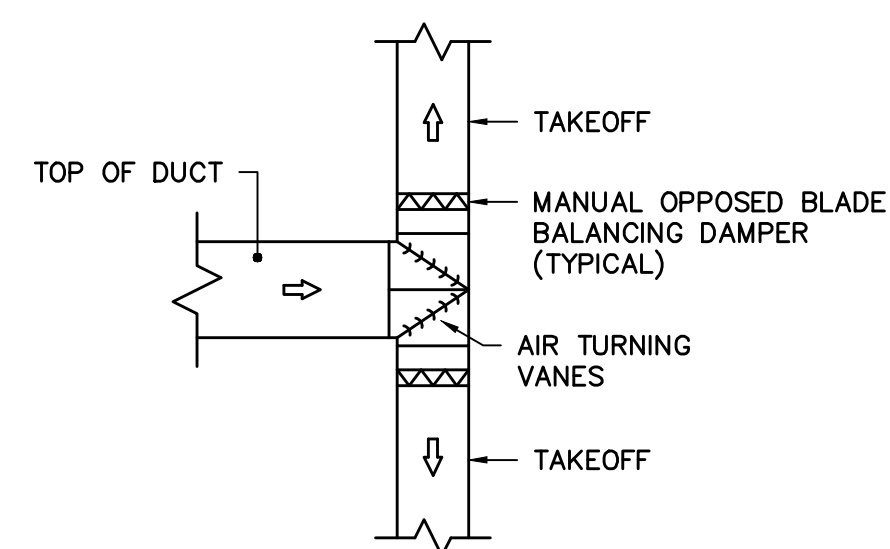 TAKEOFF
TOP OF DUCT
MANUAL OPPOSED BLADE
BALANCING DAMPER
(TYPICAL)
AIR TURNING
VANES
TAKEOFF